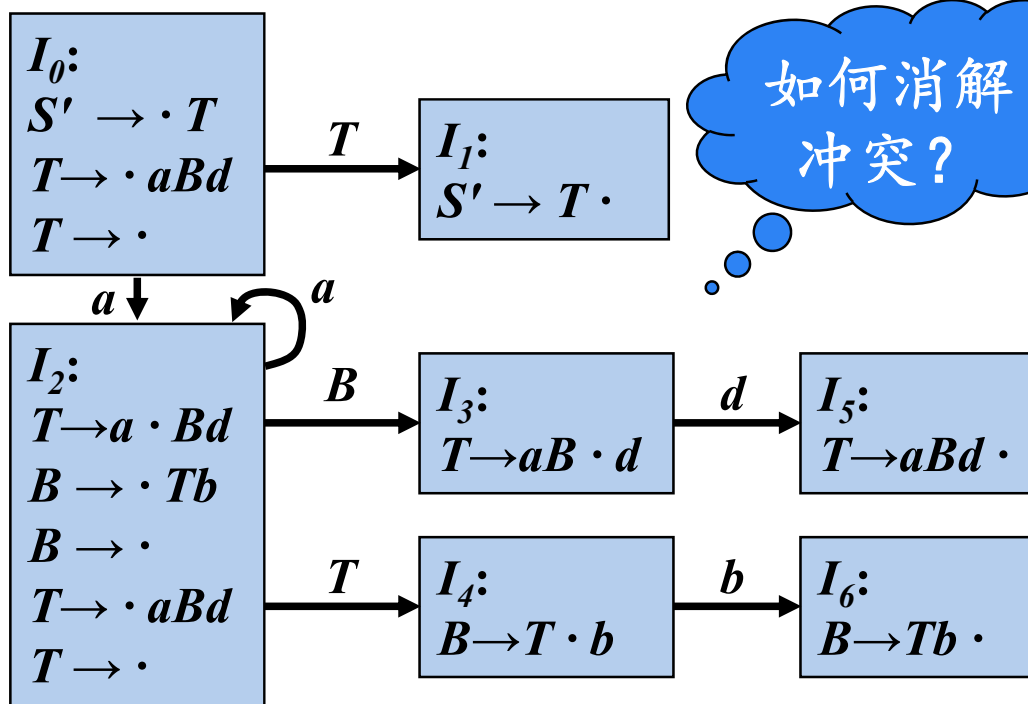 I₀:
S' → · T
T → · aBd
T → ·
T
I₁:
S' → T ·
如何消解
冲突？
a
a
I₂:
T→a · Bd
B → · Tb
B → ·
T→ · aBd
T → ·
B
I₃:
T→aB · d
d
I₅:
T→aBd ·
T
I₄:
B→T · b
b
I₆:
B→Tb ·